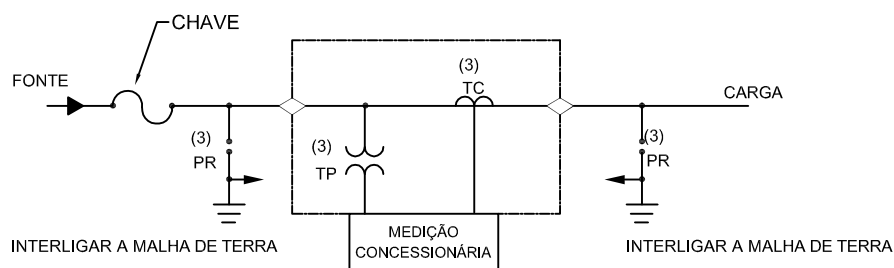 CHAVE
FONTE
(3)
TC
CARGA
(3)
PR
(3)
TP
(3)
PR
INTERLIGAR A MALHA DE TERRA
MEDIÇÃO
CONCESSIONÁRIA
INTERLIGAR A MALHA DE TERRA